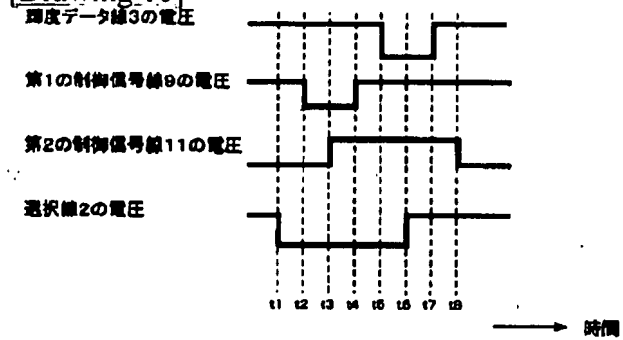 輝度データ線3の電圧
第1の制御信号線9の電圧
第2の制御信号線11の電圧
選択線2の電圧
t1 t2 t3 t4 t5 t6 t7 t8
時間